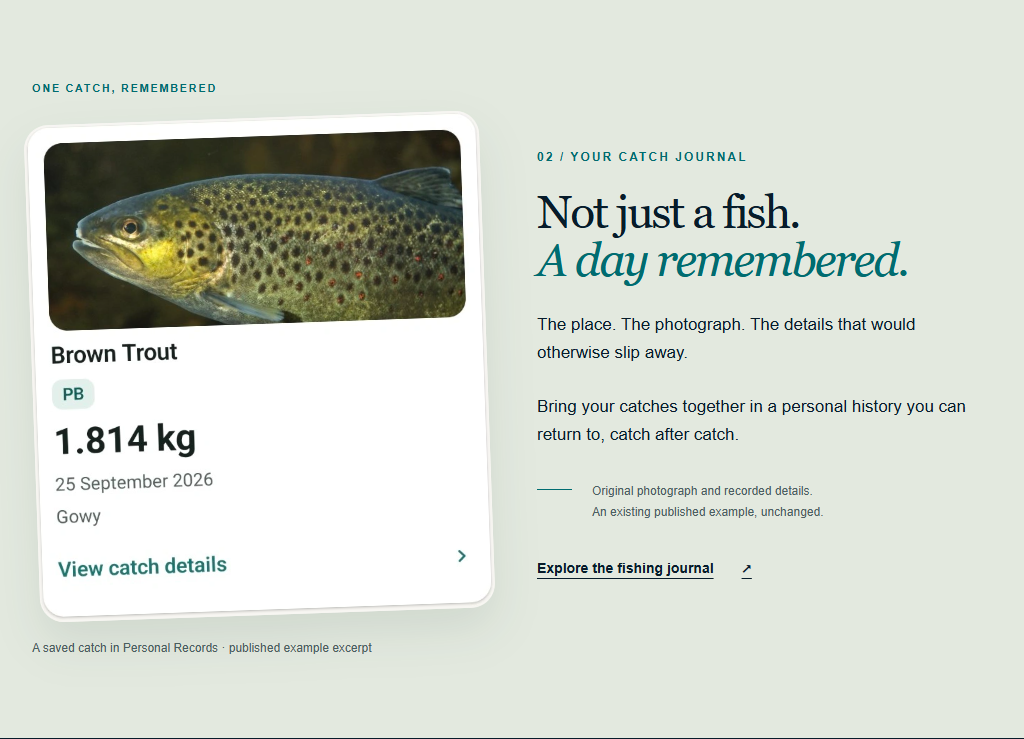 ONE CATCH, REMEMBERED
Brown Trout
PB
1.814 kg
25 September 2026
Gowy
View catch details
A saved catch in Personal Records · published example excerpt
02 / YOUR CATCH JOURNAL
Not just a fish.
A day remembered.
The place. The photograph. The details that would
otherwise slip away.
Bring your catches together in a personal history you can
return to, catch after catch.
Original photograph and recorded details.
An existing published example, unchanged.
Explore the fishing journal ↗